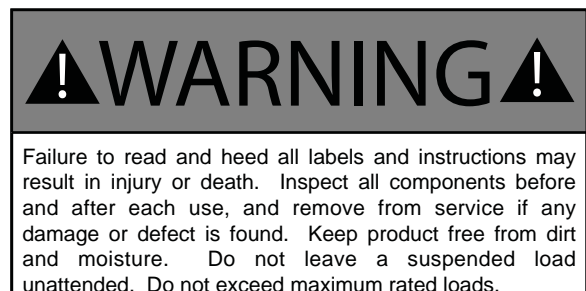 WARNING
Failure to read and heed all labels and instructions may
result in injury or death. Inspect all components before
and after each use, and remove from service if any
damage or defect is found. Keep product free from dirt
and moisture. Do not leave a suspended load
unattended. Do not exceed maximum rated loads.